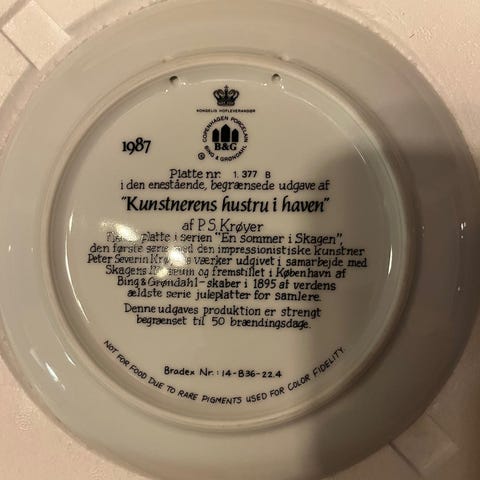 KONGELIG HOFLEVERANDØR
COPENHAGEN PORCELAIN
B&G
BING & GRØNDAHL
1987
Platte nr. 1.377 B
i den enestående, begrænsede udgave af
"Kunstnerens hustru i haven"
af P.S. Krøyer
platte i serien "En sommer i Skagen",
den første serie med den impressionistiske kunstner
Peter Severin Krøyers værker udgivet i samarbejde med
Skagens Museum og fremstillet i København af
Bing & Grøndahl - skaber i 1895 af verdens
ældste serie juleplatter for samlere.
Denne udgaves produktion er strengt
begrænset til 50 brændingsdage.
NOT FOR FOOD DUE TO RARE PIGMENTS USED FOR COLOR FIDELITY.
Bradex Nr.: 14-B36-22.4